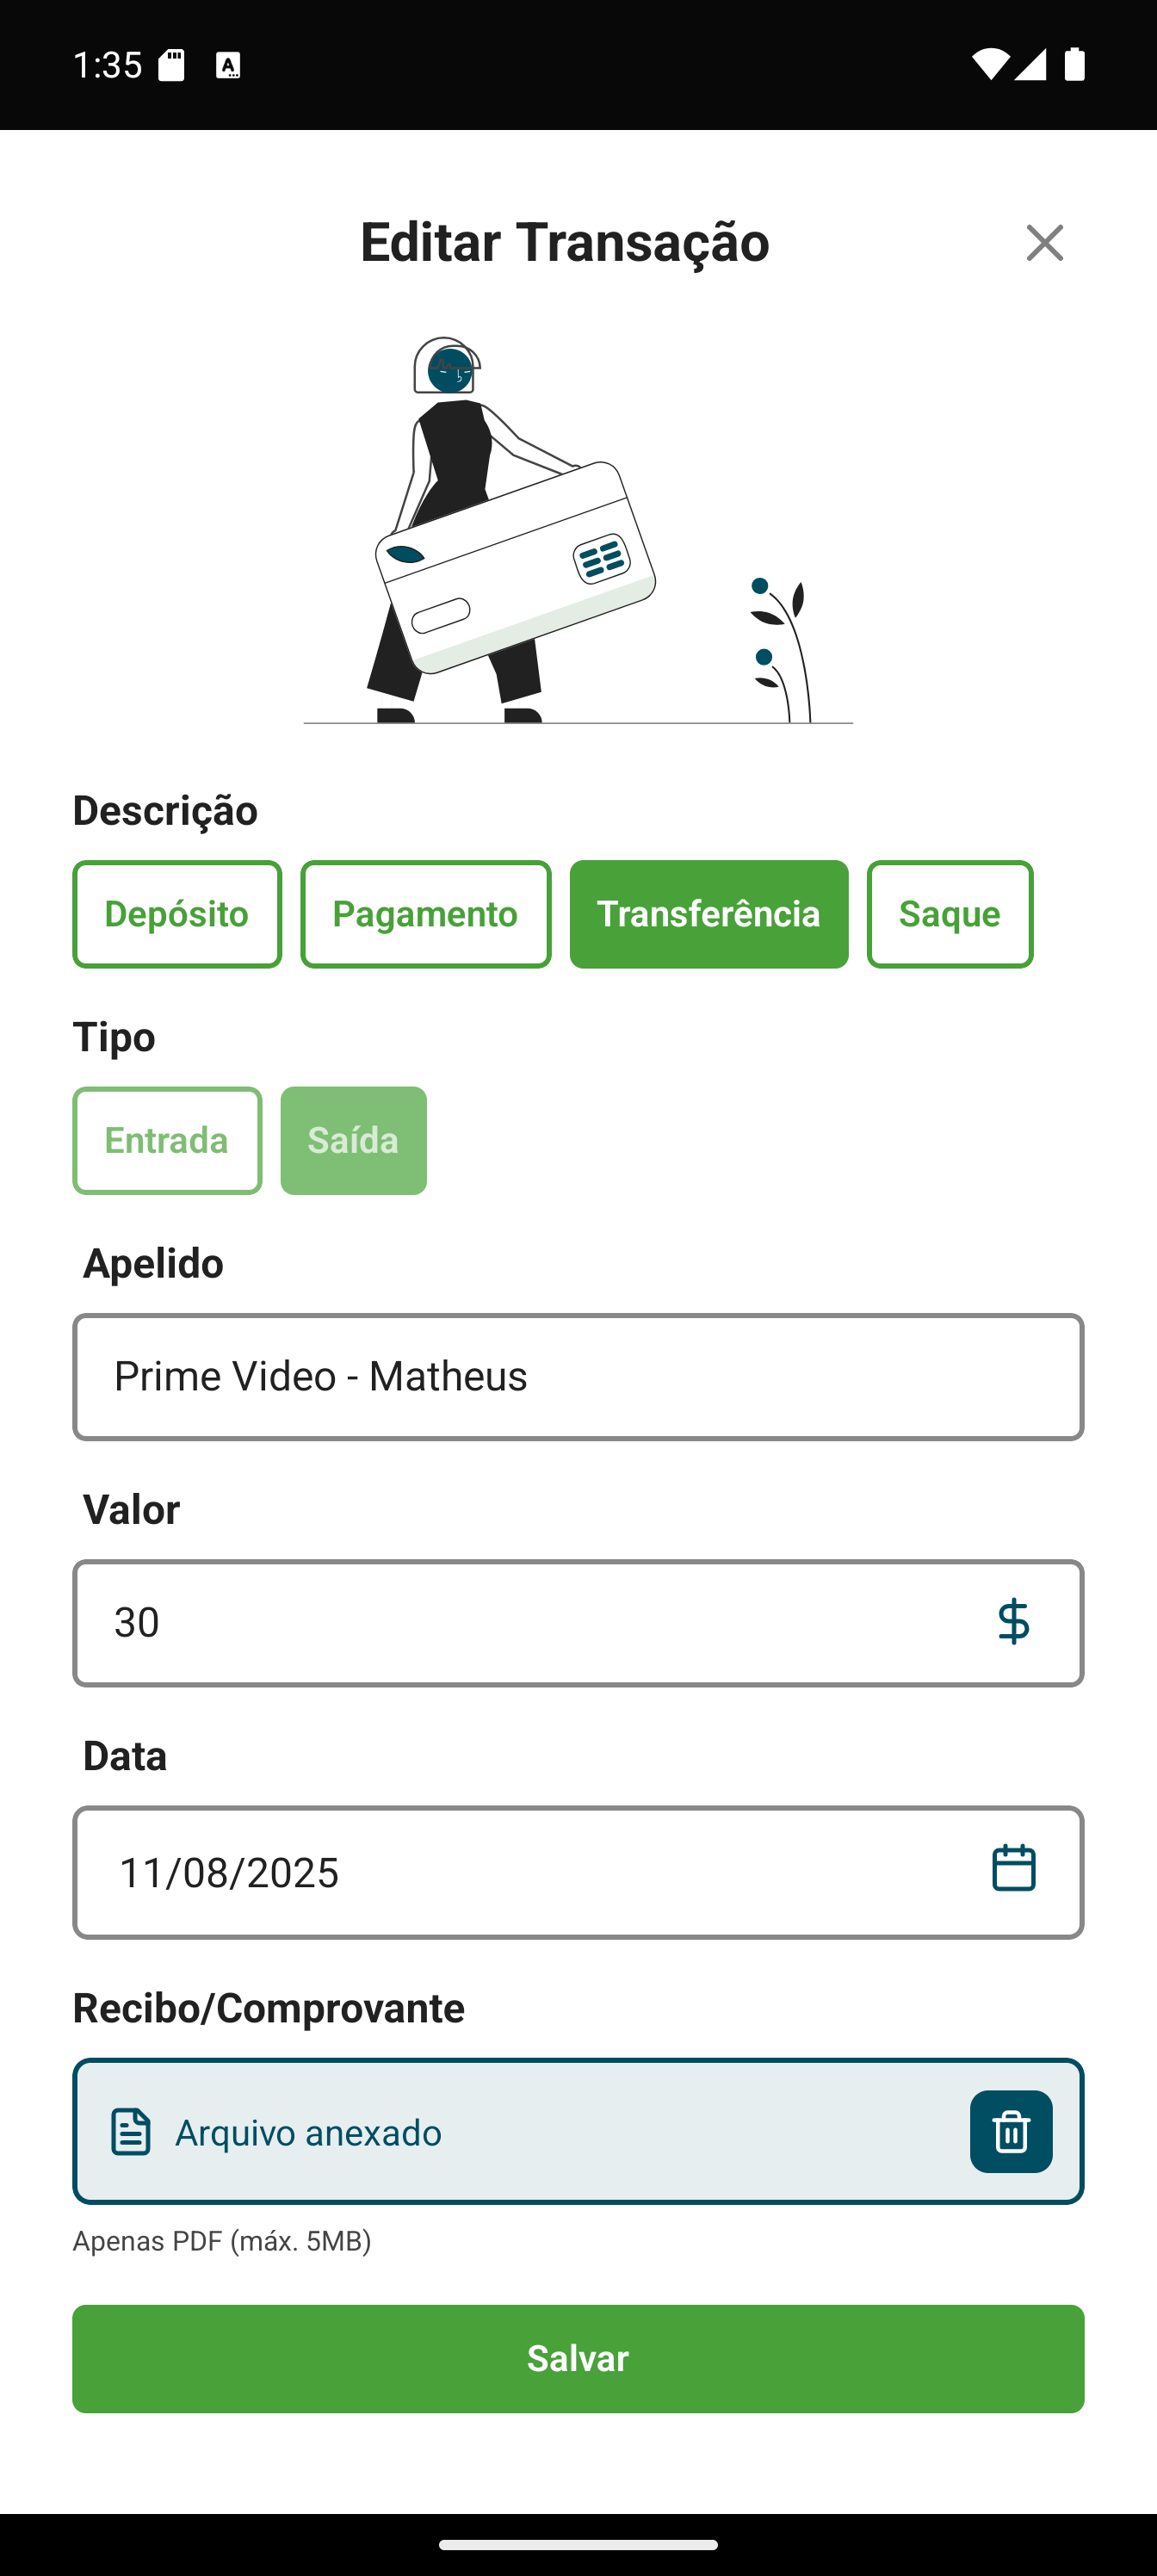 1:35
Editar Transação
Descrição
Depósito Pagamento Transferência Saque
Tipo
Entrada Saída
Apelido
Prime Video - Matheus
Valor
30
Data
11/08/2025
Recibo/Comprovante
Arquivo anexado
Apenas PDF (máx. 5MB)
Salvar